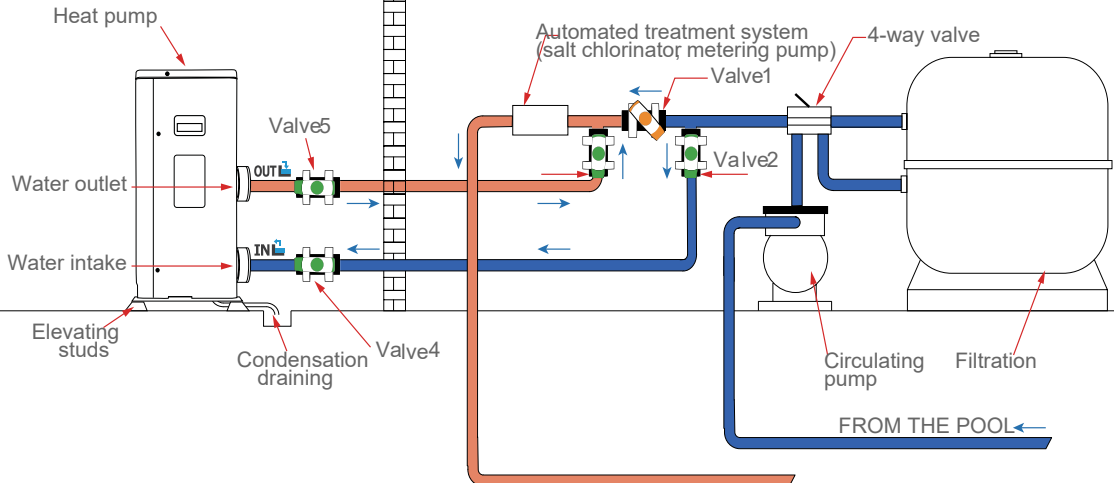 Heat pump
Automated treatment system
(salt chlorinator, metering pump)
4-way valve
Valve1
Valve5
OUT
Valve2
Water outlet
IN
Water intake
Elevating
studs
Condensation
draining
Valve4
Circulating
pump
Filtration
FROM THE POOL